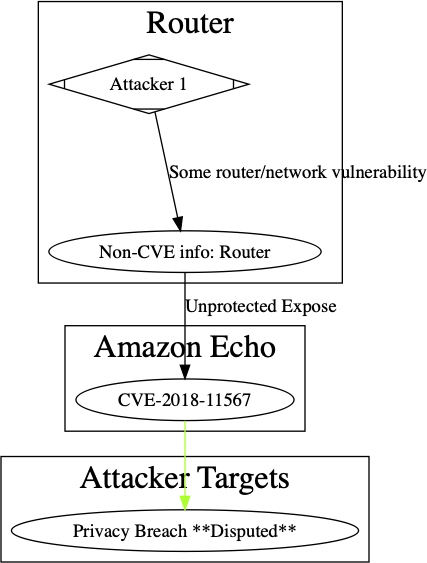 Router
Attacker 1
Some router/network vulnerability
Non-CVE info: Router
Unprotected Expose
Amazon Echo
CVE-2018-11567
Attacker Targets
Privacy Breach **Disputed**